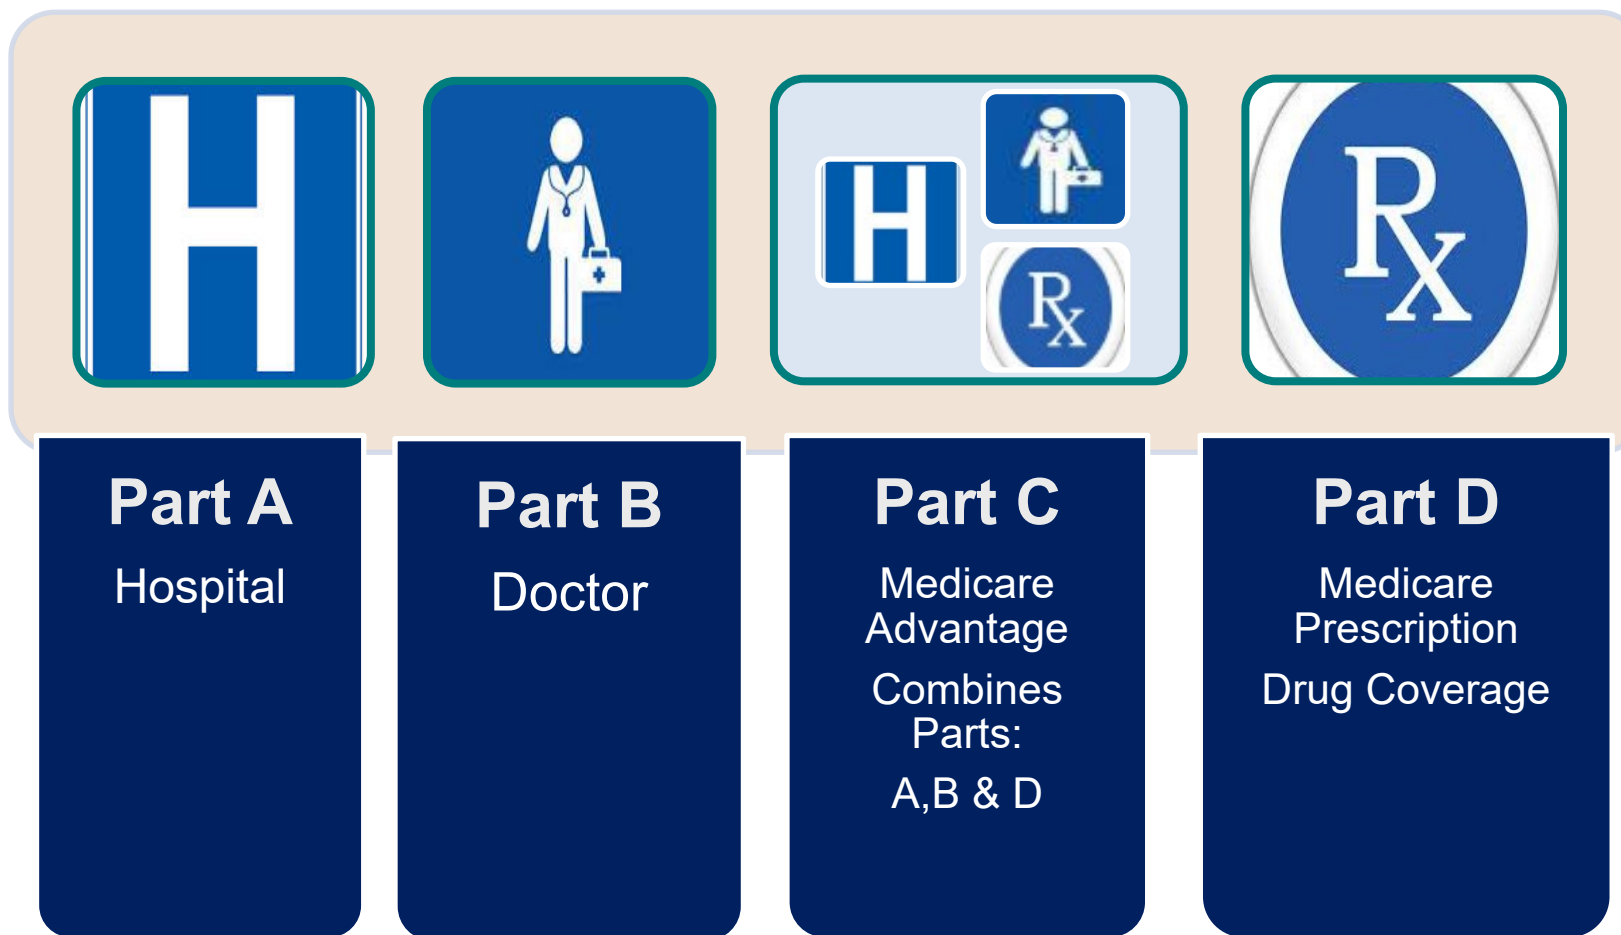 H
H
Rx
Rx
Part A
Hospital
Part B
Doctor
Part C
Medicare
Advantage
Combines
Parts:
A,B & D
Part D
Medicare
Prescription
Drug Coverage